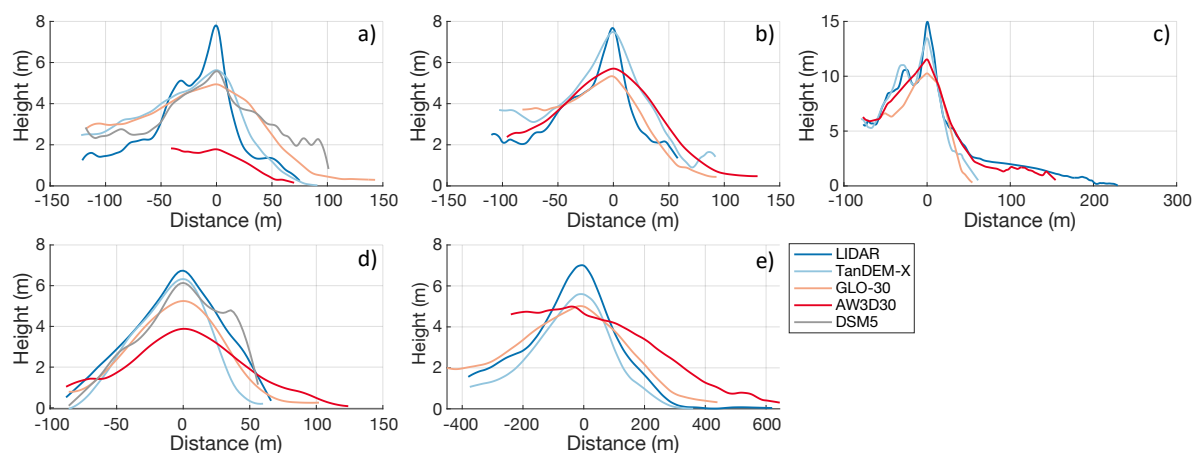 a)
Height (m)
8
6
4
2
0
-150 -100 -50 0 50 100 150
Distance (m)
b)
Height (m)
8
6
4
2
0
-150 -100 -50 0 50 100 150
Distance (m)
c)
Height (m)
15
10
5
0
-100 0 100 200 300
Distance (m)
d)
Height (m)
8
6
4
2
0
-100 -50 0 50 100 150
Distance (m)
e)
Height (m)
8
6
4
2
0
-400 -200 0 200 400 600
Distance (m)
LIDAR
TanDEM-X
GLO-30
AW3D30
DSM5